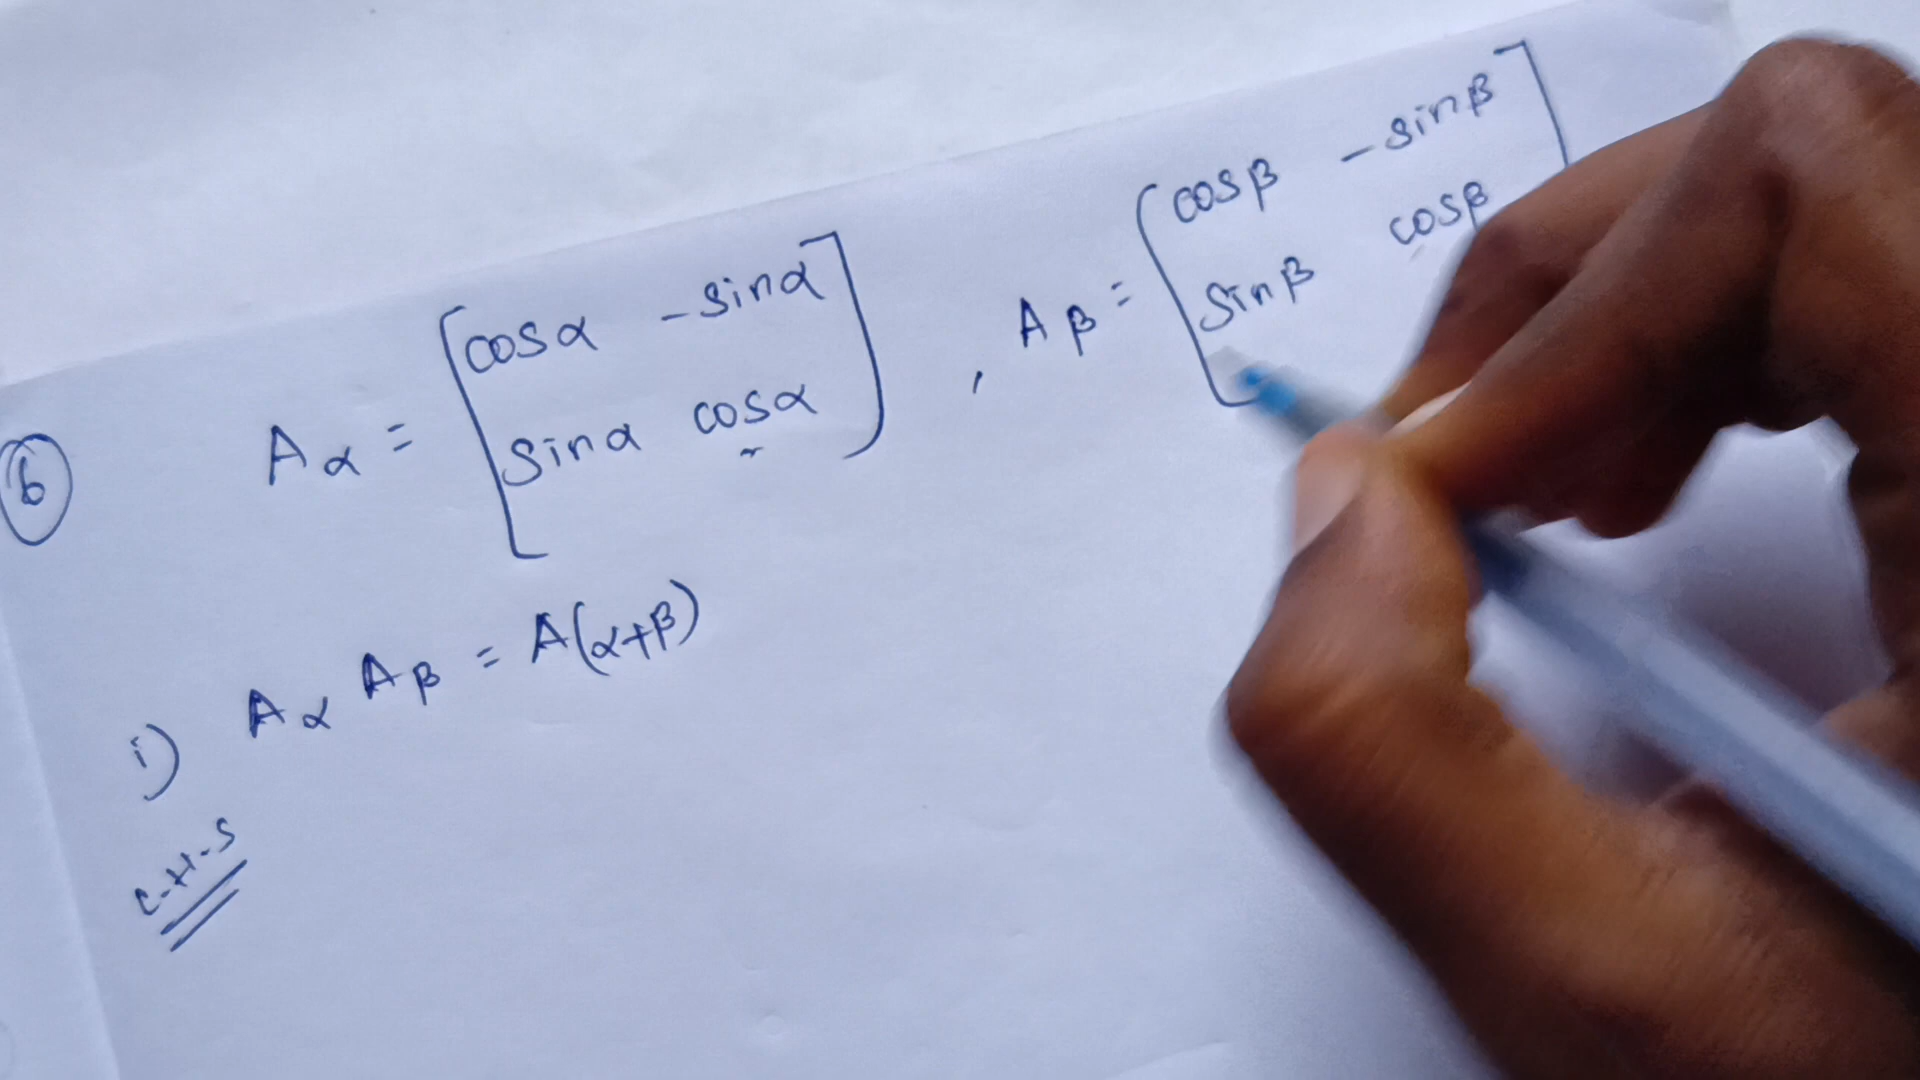 6
Aα = [cosα -sinα
sinα cosα] , Aβ = [cosβ -sinβ
sinβ cosβ
i) Aα Aβ = A(α+β)
L-H-S